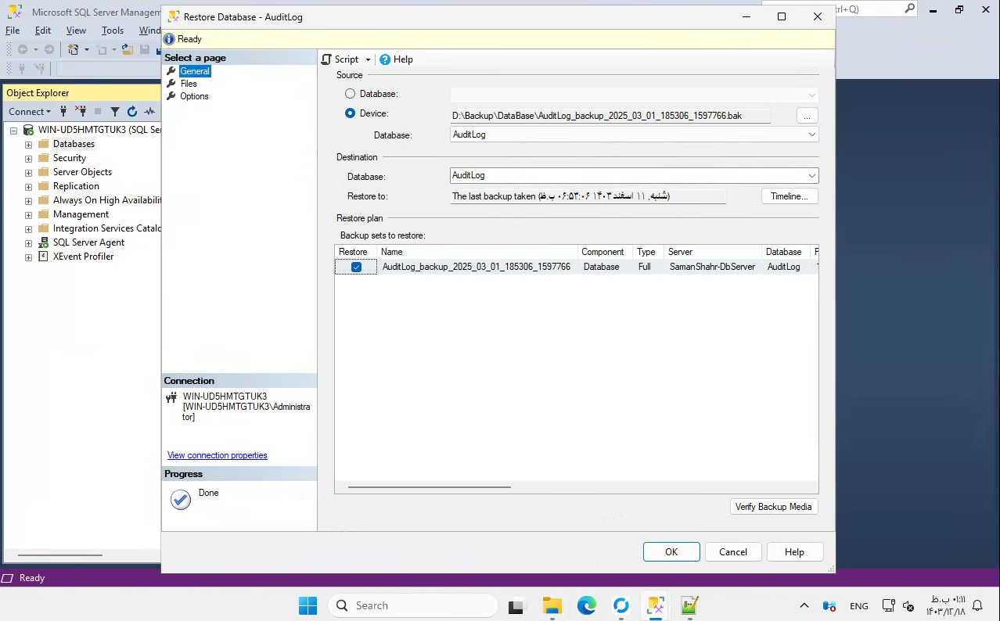 Microsoft SQL Server Managem
Restore Database - AuditLog
trl+Q)
File Edit View Tools Wind
Ready
Select a page
General
Files
Options
Script Help
Source
Database:
Device:
D:\Backup\DataBase\AuditLog_backup_2025_03_01_185306_1597766.bak
...
Database:
AuditLog
Destination
Database:
AuditLog
Restore to:
The last backup taken (شنبه, ۱۱ اسفند ۱۴۰۳ ۰۶:۵۳:۰۶ ب.ظ)
Timeline...
Restore plan
Backup sets to restore:
Restore Name Component Type Server Database
AuditLog_backup_2025_03_01_185306_1597766 Database Full SamanShahr-DbServer AuditLog
Verify Backup Media
Object Explorer
Connect
WIN-UD5HMTGTUK3 (SQL Se
Databases
Security
Server Objects
Replication
Always On High Availabili
Management
Integration Services Catalo
SQL Server Agent
XEvent Profiler
Connection
WIN-UD5HMTGTUK3
[WIN-UD5HMTGTUK3\Administra
tor]
View connection properties
Progress
Done
OK Cancel Help
Ready
Search
ENG
۰۱:۱۱ ب.ظ
۱۴۰۳/۱۲/۱۸